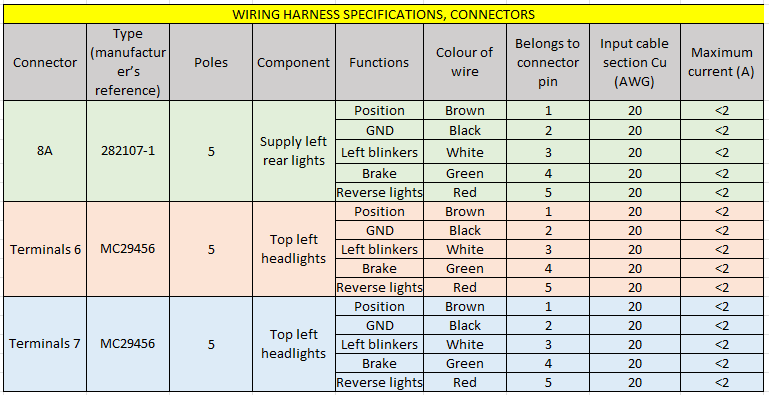 WIRING HARNESS SPECIFICATIONS, CONNECTORS
Connector
Type
(manufactur
er's
reference)
Poles
Component
Functions
Colour of
wire
Belongs to
connector
pin
Input cable
section Cu
(AWG)
Maximum
current (A)
8A
282107-1
5
Supply left
rear lights
Position Brown 1 20 <2
GND Black 2 20 <2
Left blinkers White 3 20 <2
Brake Green 4 20 <2
Reverse lights Red 5 20 <2
Terminals 6
MC29456
5
Top left
headlights
Position Brown 1 20 <2
GND Black 2 20 <2
Left blinkers White 3 20 <2
Brake Green 4 20 <2
Reverse lights Red 5 20 <2
Terminals 7
MC29456
5
Top left
headlights
Position Brown 1 20 <2
GND Black 2 20 <2
Left blinkers White 3 20 <2
Brake Green 4 20 <2
Reverse lights Red 5 20 <2